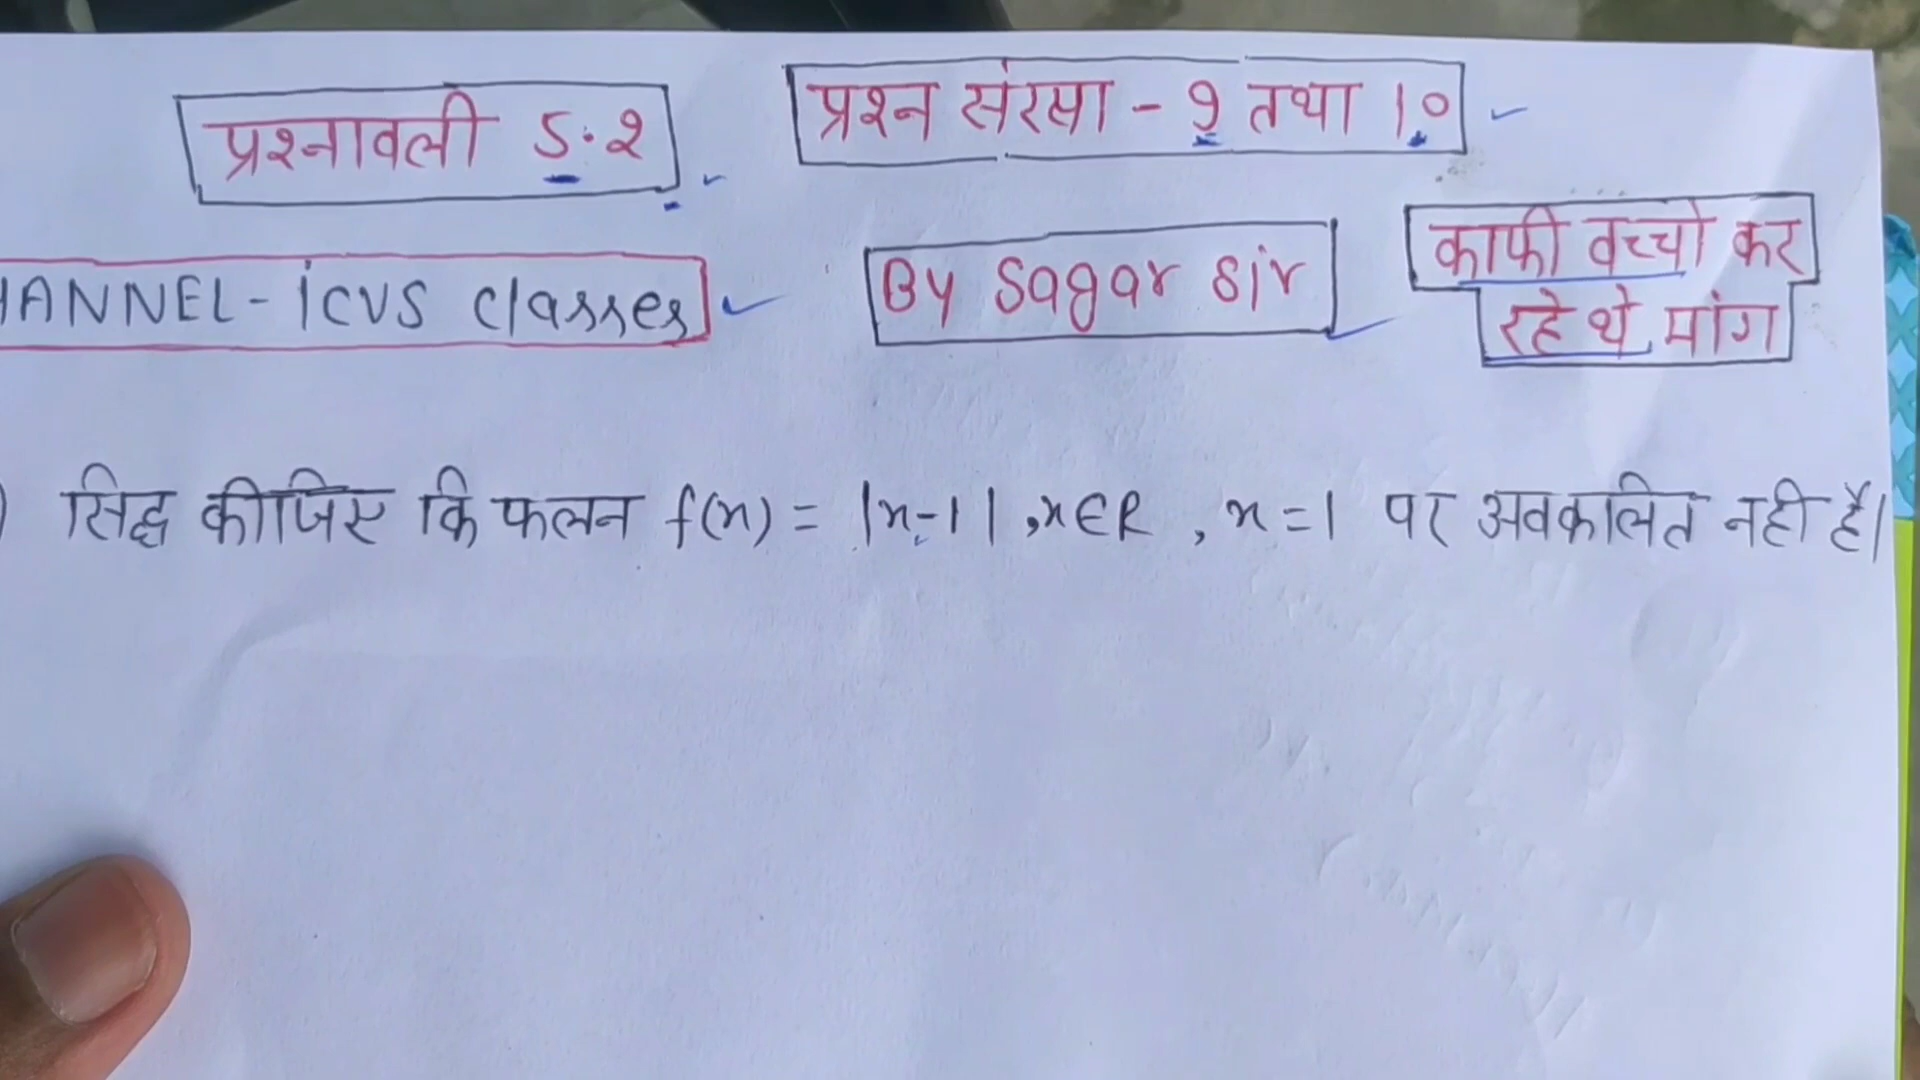 प्रश्नावली 5.2
प्रश्न संख्या - 9 तथा 10
HANNEL - iCVS classes
By Sagar sir
काफी बच्चो कर
रहे थे मांग
) सिद्ध कीजिए कि फलन f(x) = |x-1|, x∈R, x=1 पर अवकलित नही है।